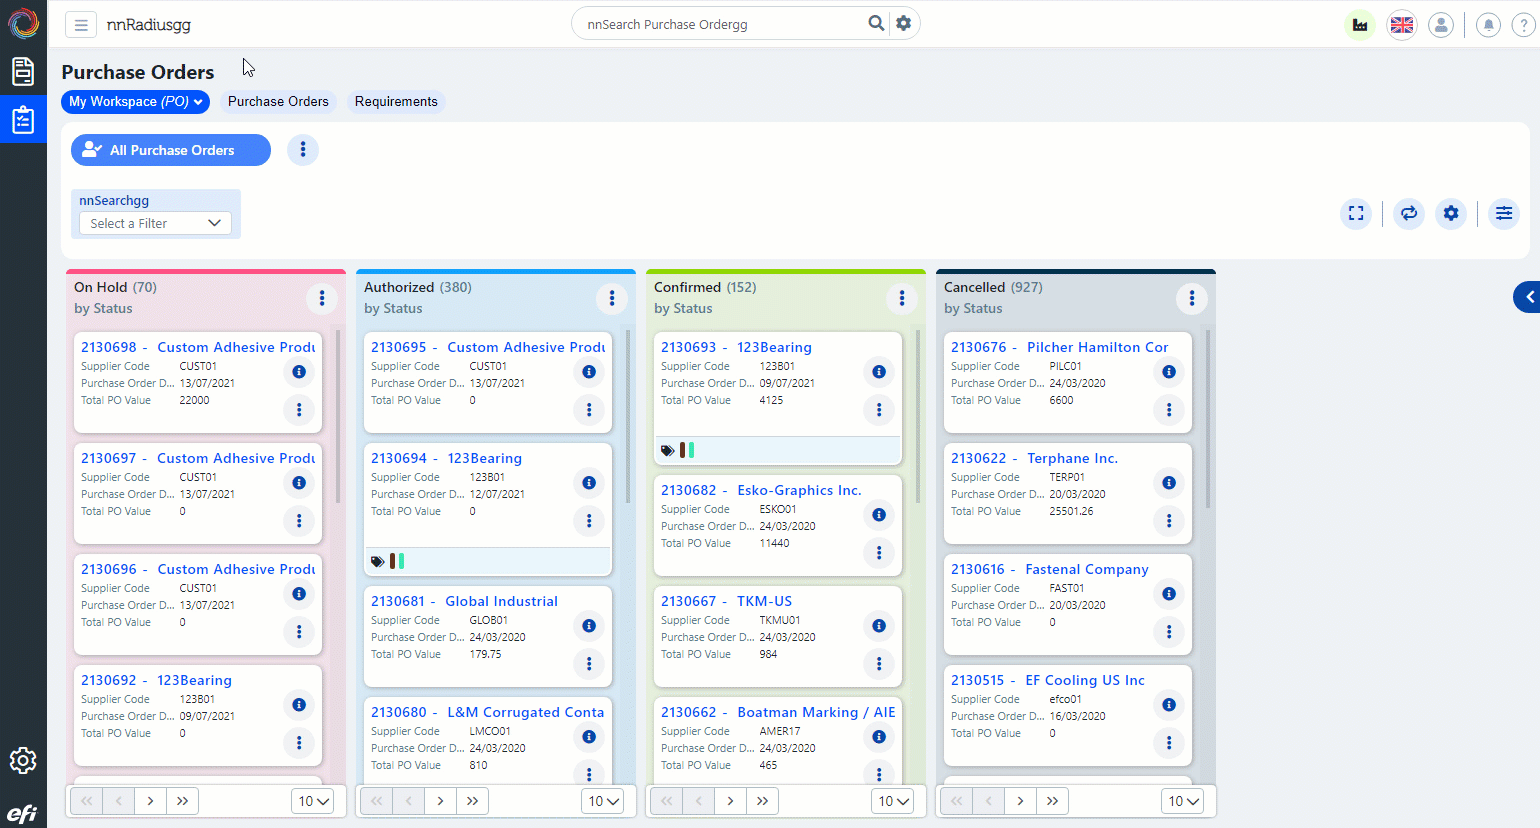 nnRadiusgg
nnSearch Purchase Ordergg
?
Purchase Orders
My Workspace (PO)
Purchase Orders
Requirements
All Purchase Orders
nnSearchgg
Select a Filter
On Hold (70)
by Status
2130698 - Custom Adhesive Produ
Supplier Code CUST01
Purchase Order D... 13/07/2021
Total PO Value 22000
2130697 - Custom Adhesive Produ
Supplier Code CUST01
Purchase Order D... 13/07/2021
Total PO Value 0
2130696 - Custom Adhesive Produ
Supplier Code CUST01
Purchase Order D... 13/07/2021
Total PO Value 0
2130692 - 123Bearing
Supplier Code 123B01
Purchase Order D... 09/07/2021
Total PO Value 0
10
Authorized (380)
by Status
2130695 - Custom Adhesive Produ
Supplier Code CUST01
Purchase Order D... 13/07/2021
Total PO Value 0
2130694 - 123Bearing
Supplier Code 123B01
Purchase Order D... 12/07/2021
Total PO Value 0
2130681 - Global Industrial
Supplier Code GLOB01
Purchase Order D... 24/03/2020
Total PO Value 179.75
2130680 - L&M Corrugated Conta
Supplier Code LMCO01
Purchase Order D... 24/03/2020
Total PO Value 810
10
Confirmed (152)
by Status
2130693 - 123Bearing
Supplier Code 123B01
Purchase Order D... 09/07/2021
Total PO Value 4125
2130682 - Esko-Graphics Inc.
Supplier Code ESKO01
Purchase Order D... 24/03/2020
Total PO Value 11440
2130667 - TKM-US
Supplier Code TKMU01
Purchase Order D... 24/03/2020
Total PO Value 984
2130662 - Boatman Marking / AIE
Supplier Code AMER17
Purchase Order D... 24/03/2020
Total PO Value 465
10
Cancelled (927)
by Status
2130676 - Pilcher Hamilton Cor
Supplier Code PILC01
Purchase Order D... 24/03/2020
Total PO Value 6600
2130622 - Terphane Inc.
Supplier Code TERP01
Purchase Order D... 20/03/2020
Total PO Value 25501.26
2130616 - Fastenal Company
Supplier Code FAST01
Purchase Order D... 20/03/2020
Total PO Value 0
2130515 - EF Cooling US Inc
Supplier Code efco01
Purchase Order D... 16/03/2020
Total PO Value 0
10
efi